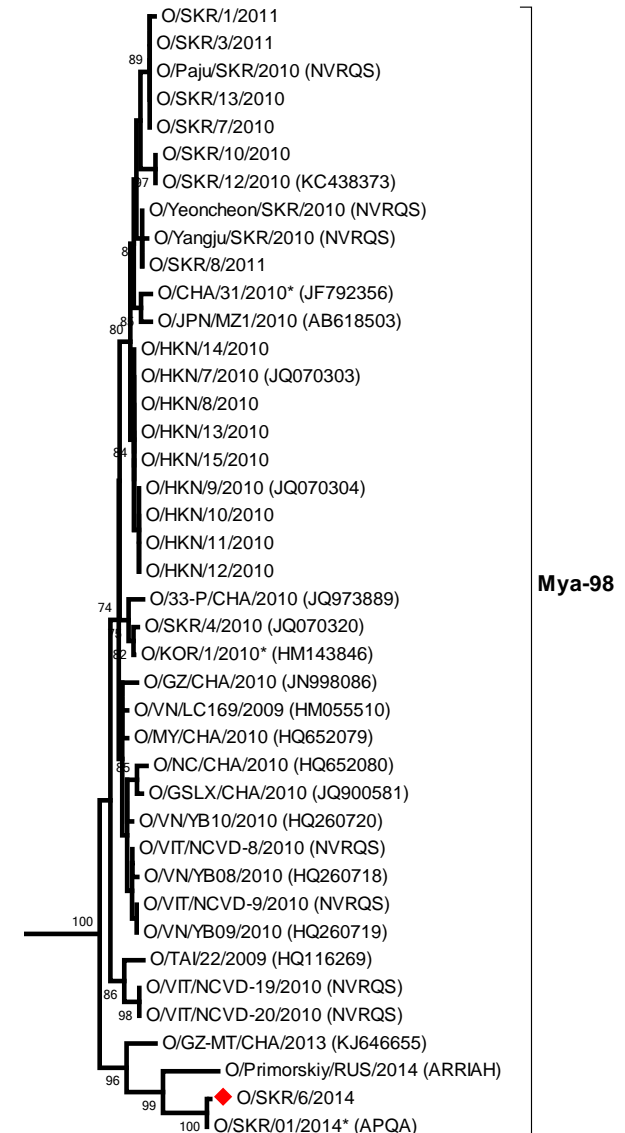 O/SKR/1/2011
O/SKR/3/2011
89
O/Paju/SKR/2010 (NVRQS)
O/SKR/13/2010
O/SKR/7/2010
O/SKR/10/2010
97
O/SKR/12/2010 (KC438373)
O/Yeoncheon/SKR/2010 (NVRQS)
O/Yangju/SKR/2010 (NVRQS)
O/SKR/8/2011
O/CHA/31/2010* (JF792356)
O/JPN/MZ1/2010 (AB618503)
80
O/HKN/14/2010
O/HKN/7/2010 (JQ070303)
O/HKN/8/2010
O/HKN/13/2010
84
O/HKN/15/2010
O/HKN/9/2010 (JQ070304)
O/HKN/10/2010
O/HKN/11/2010
O/HKN/12/2010
Mya-98
O/33-P/CHA/2010 (JQ973889)
74
O/SKR/4/2010 (JQ070320)
82
O/KOR/1/2010* (HM143846)
O/GZ/CHA/2010 (JN998086)
O/VN/LC169/2009 (HM055510)
O/MY/CHA/2010 (HQ652079)
O/NC/CHA/2010 (HQ652080)
O/GSLX/CHA/2010 (JQ900581)
O/VN/YB10/2010 (HQ260720)
O/VIT/NCVD-8/2010 (NVRQS)
O/VN/YB08/2010 (HQ260718)
O/VIT/NCVD-9/2010 (NVRQS)
100
O/VN/YB09/2010 (HQ260719)
O/TAI/22/2009 (HQ116269)
86
O/VIT/NCVD-19/2010 (NVRQS)
98
O/VIT/NCVD-20/2010 (NVRQS)
O/GZ-MT/CHA/2013 (KJ646655)
96
O/Primorskiy/RUS/2014 (ARRIAH)
99
O/SKR/6/2014
100
O/SKR/01/2014* (APQA)